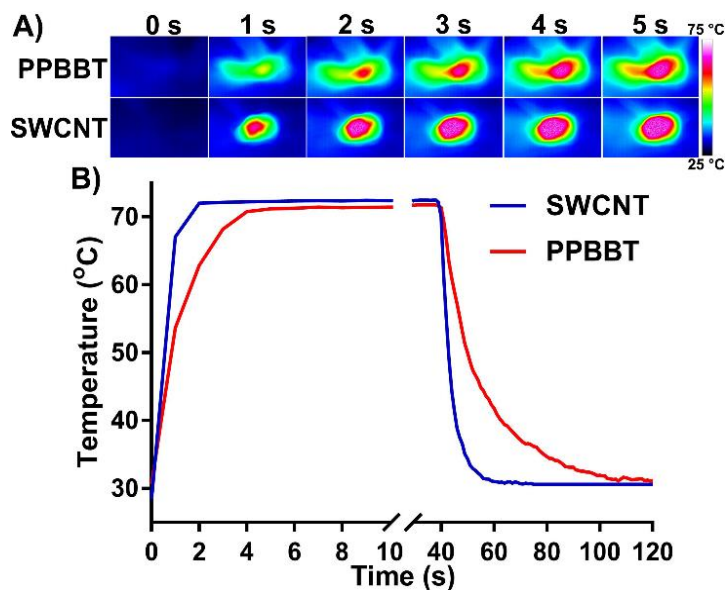 A) 0 s 1 s 2 s 3 s 4 s 5 s 75 °C
PPBBT
SWCNT
25 °C
B)
SWCNT
PPBBT
Temperature (°C)
70
60
50
40
30
0 2 4 6 8 10 40 60 80 100 120
Time (s)